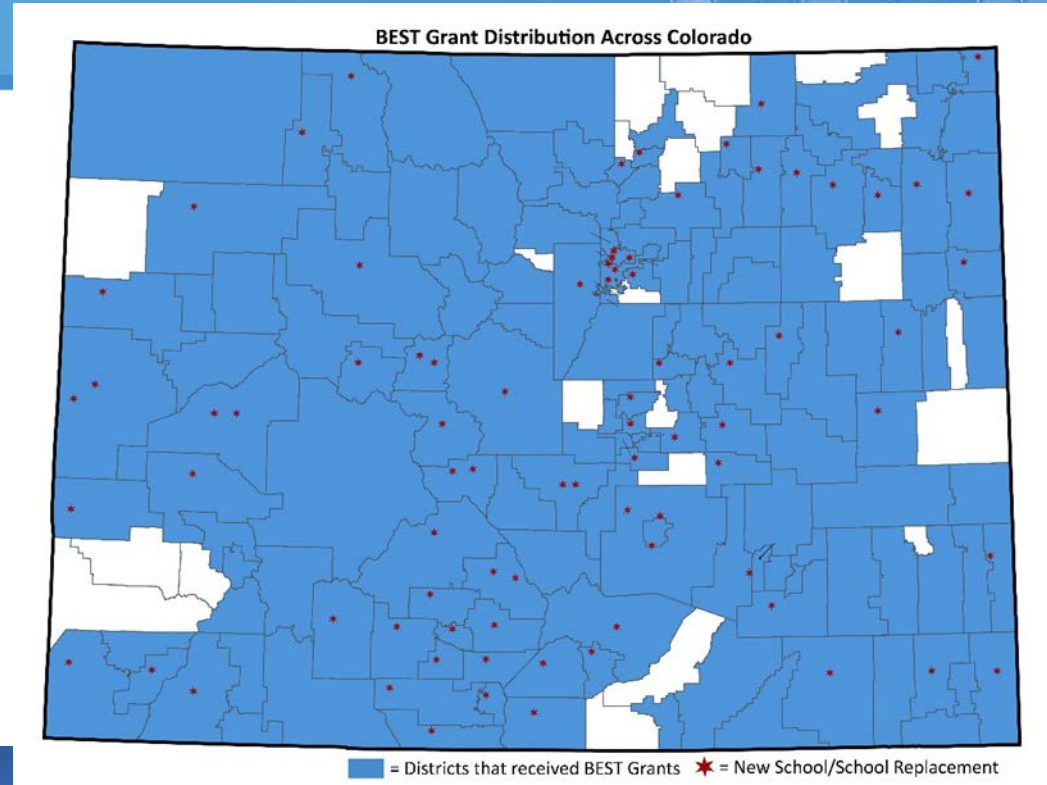 BEST Grant Distribution Across Colorado
= Districts that received BEST Grants = New School/School Replacement